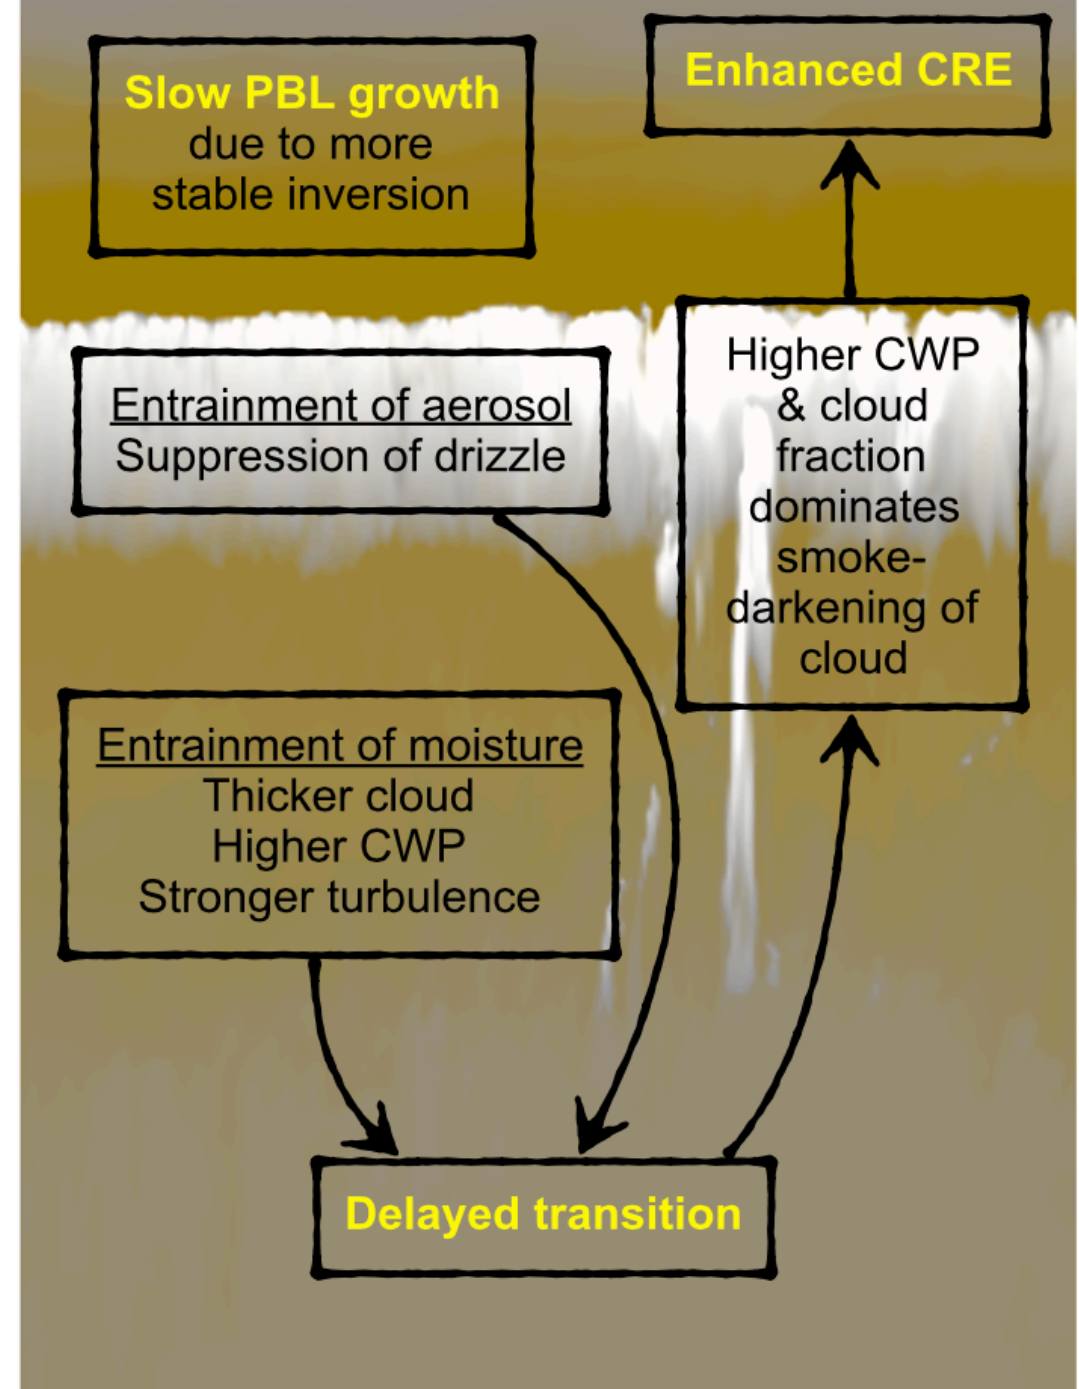 Slow PBL growth
due to more
stable inversion
Enhanced CRE
Entrainment of aerosol
Suppression of drizzle
Higher CWP
& cloud
fraction
dominates
smoke-
darkening of
cloud
Entrainment of moisture
Thicker cloud
Higher CWP
Stronger turbulence
Delayed transition